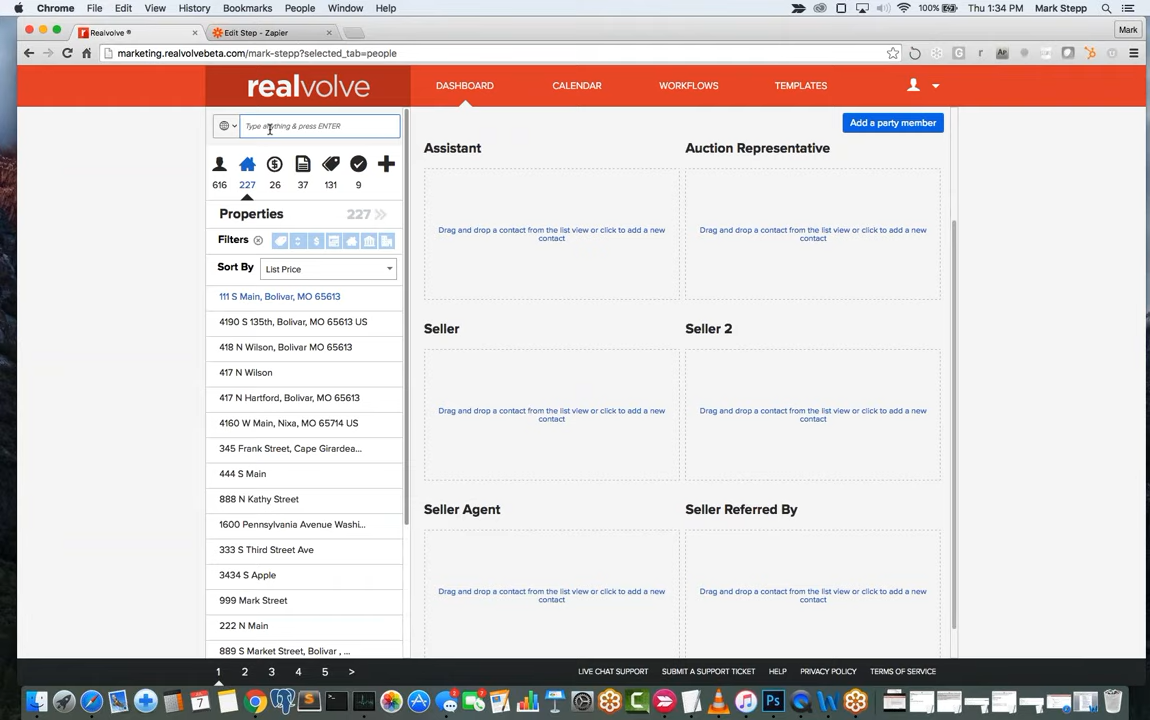 Chrome File Edit View History Bookmarks People Window Help 100% Thu 1:34 PM Mark Stepp
Realvolve ® Edit Step - Zapier Mark
marketing.realvolvebeta.com/mark-stepp?selected_tab=people
realvolve DASHBOARD CALENDAR WORKFLOWS TEMPLATES
Type anything & press ENTER
Add a party member
616 227 26 37 131 9
Properties 227 »
Filters
Sort By List Price
111 S Main, Bolivar, MO 65613
4190 S 135th, Bolivar, MO 65613 US
418 N Wilson, Bolivar MO 65613
417 N Wilson
417 N Hartford, Bolivar, MO 65613
4160 W Main, Nixa, MO 65714 US
345 Frank Street, Cape Girardea...
444 S Main
888 N Kathy Street
1600 Pennsylvania Avenue Washi...
333 S Third Street Ave
3434 S Apple
999 Mark Street
222 N Main
889 S Market Street, Bolivar , ...
1 2 3 4 5 >
Assistant
Drag and drop a contact from the list view or click to add a new
contact
Auction Representative
Drag and drop a contact from the list view or click to add a new
contact
Seller
Drag and drop a contact from the list view or click to add a new
contact
Seller 2
Drag and drop a contact from the list view or click to add a new
contact
Seller Agent
Drag and drop a contact from the list view or click to add a new
contact
Seller Referred By
Drag and drop a contact from the list view or click to add a new
contact
LIVE CHAT SUPPORT SUBMIT A SUPPORT TICKET HELP PRIVACY POLICY TERMS OF SERVICE